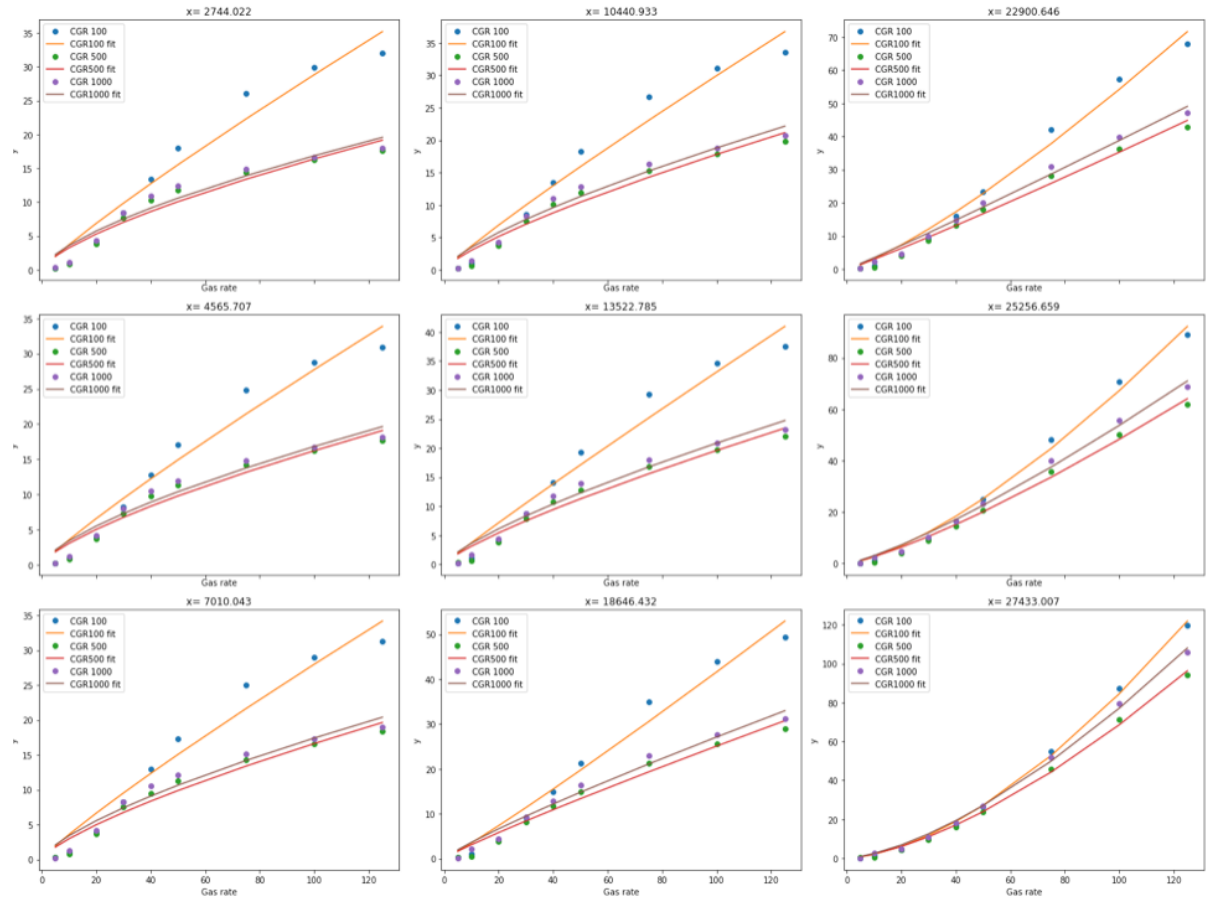 x= 2744.022
35
30
25
20
15
10
5
0
y
CGR 100
CGR100 fit
CGR 500
CGR500 fit
CGR 1000
CGR1000 fit
Gas rate
x= 10440.933
35
30
25
20
15
10
5
0
y
CGR 100
CGR100 fit
CGR 500
CGR500 fit
CGR 1000
CGR1000 fit
Gas rate
x= 22900.646
70
60
50
40
30
20
10
0
y
CGR 100
CGR100 fit
CGR 500
CGR500 fit
CGR 1000
CGR1000 fit
Gas rate
x= 4565.707
35
30
25
20
15
10
5
0
y
CGR 100
CGR100 fit
CGR 500
CGR500 fit
CGR 1000
CGR1000 fit
Gas rate
x= 13522.785
40
35
30
25
20
15
10
5
0
y
CGR 100
CGR100 fit
CGR 500
CGR500 fit
CGR 1000
CGR1000 fit
Gas rate
x= 25256.659
80
60
40
20
0
y
CGR 100
CGR100 fit
CGR 500
CGR500 fit
CGR 1000
CGR1000 fit
Gas rate
x= 7010.043
35
30
25
20
15
10
5
0
y
CGR 100
CGR100 fit
CGR 500
CGR500 fit
CGR 1000
CGR1000 fit
0 20 40 60 80 100 120
Gas rate
x= 18646.432
50
40
30
20
10
0
y
CGR 100
CGR100 fit
CGR 500
CGR500 fit
CGR 1000
CGR1000 fit
0 20 40 60 80 100 120
Gas rate
x= 27433.007
120
100
80
60
40
20
0
y
CGR 100
CGR100 fit
CGR 500
CGR500 fit
CGR 1000
CGR1000 fit
0 20 40 60 80 100 120
Gas rate